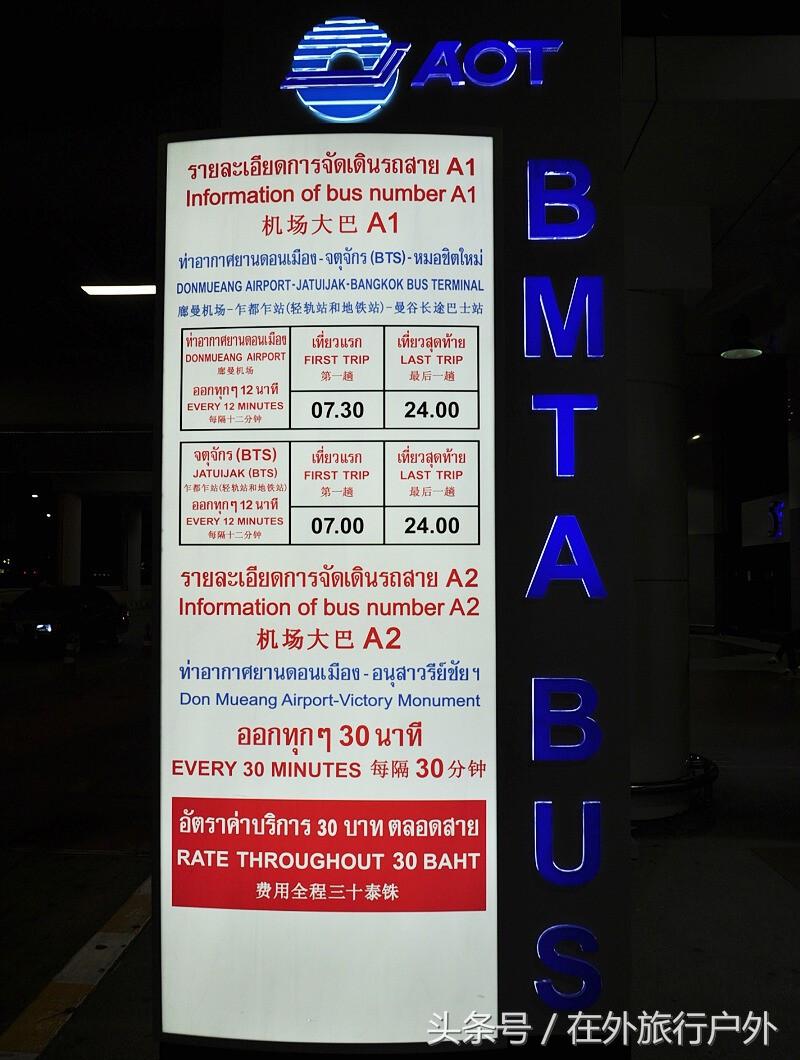 AOT
BMTA BUS
รายละเอียดการจัดเดินรถสาย A1
Information of bus number A1
机场大巴 A1
ท่าอากาศยานดอนเมือง-จตุจักร (BTS)-หมอชิตใหม่
DONMUEANG AIRPORT-JATUIJAK-BANGKOK BUS TERMINAL
廊曼机场-乍都乍站(轻轨站和地铁站)-曼谷长途巴士站
ท่าอากาศยานดอนเมือง
DONMUEANG AIRPORT
廊曼机场
ออกทุกๆ 12 นาที
EVERY 12 MINUTES
每隔十二分钟
เที่ยวแรก
FIRST TRIP
第一趟
07.30
เที่ยวสุดท้าย
LAST TRIP
最后一趟
24.00
จตุจักร (BTS)
JATUIJAK (BTS)
乍都乍站(轻轨站和地铁站)
ออกทุกๆ 12 นาที
EVERY 12 MINUTES
每隔十二分钟
เที่ยวแรก
FIRST TRIP
第一趟
07.00
เที่ยวสุดท้าย
LAST TRIP
最后一趟
24.00
รายละเอียดการจัดเดินรถสาย A2
Information of bus number A2
机场大巴 A2
ท่าอากาศยานดอนเมือง - อนุสาวรีย์ชัยฯ
Don Mueang Airport-Victory Monument
ออกทุกๆ 30 นาที
EVERY 30 MINUTES 每隔 30 分钟
อัตราค่าบริการ 30 บาท ตลอดสาย
RATE THROUGHOUT 30 BAHT
费用全程三十泰铢
头条号 / 在外旅行户外